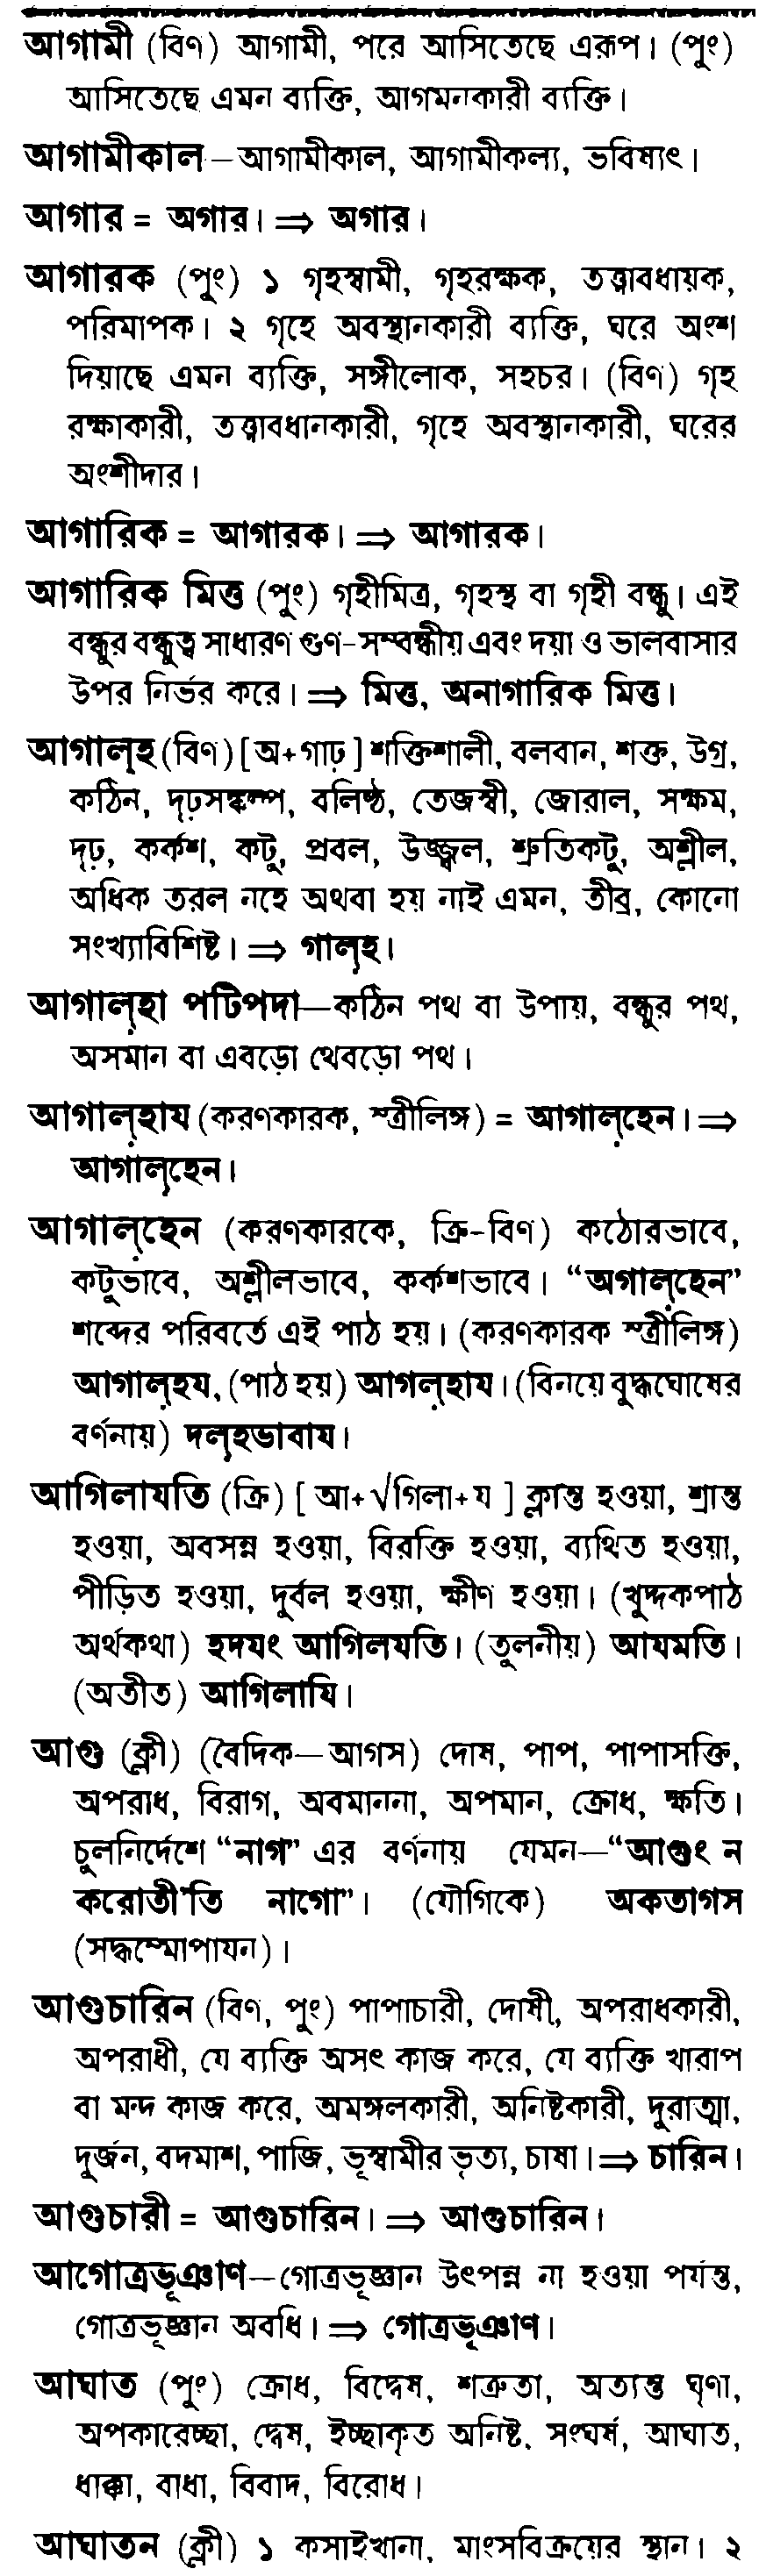 আগামী (বিণ) আগামী, পরে আসিতেছে এরূপ। (পুং)
আসিতেছে এমন ব্যক্তি, আগমনকারী ব্যক্তি।
আগামীকাল–আগামীকাল, আগামীকল্য, ভবিষ্যৎ।
আগার = অগার। ⇒ অগার।
আগারক (পুং) ১ গৃহস্বামী, গৃহরক্ষক, তত্ত্বাবধায়ক,
পরিমাপক। ২ গৃহে অবস্থানকারী ব্যক্তি, ঘরে অংশ
দিয়াছে এমন ব্যক্তি, সঙ্গীলোক, সহচর। (বিণ) গৃহ
রক্ষাকারী, তত্ত্বাবধানকারী, গৃহে অবস্থানকারী, ঘরের
অংশীদার।
আগারিক = আগারক। ⇒ আগারক।
আগারিক মিত্ত (পুং) গৃহীমিত্র, গৃহস্থ বা গৃহী বন্ধু। এই
বন্ধুর বন্ধুত্ব সাধারণ গুণ-সম্বন্ধীয় এবং দয়া ও ভালবাসার
উপর নির্ভর করে। ⇒ মিত্ত, অনাগারিক মিত্ত।
আগাল়্হ (বিণ) [অ+গাঢ়] শক্তিশালী, বলবান, শক্ত, উগ্র,
কঠিন, দৃঢ়সঙ্কল্প, বলিষ্ঠ, তেজস্বী, জোরাল, সক্ষম,
দৃঢ়, কর্কশ, কটু, প্রবল, উজ্জ্বল, শ্রুতিকটু, অশ্লীল,
অধিক তরল নহে অথবা হয় নাই এমন, তীব্র, কোনো
সংখ্যাবিশিষ্ট। ⇒ গাল়্হ।
আগাল়্হা পটিপদা–কঠিন পথ বা উপায়, বন্ধুর পথ,
অসমান বা এবড়ো থেবড়ো পথ।
আগাল়্হায (করণকারক, স্ত্রীলিঙ্গ) = আগাল়্হেন। ⇒
আগাল়্হেন।
আগাল়্হেন (করণকারকে, ক্রি-বিণ) কঠোরভাবে,
কটুভাবে, অশ্লীলভাবে, কর্কশভাবে। “অগাল়্হেন”
শব্দের পরিবর্তে এই পাঠ হয়। (করণকারক স্ত্রীলিঙ্গ)
আগাল়্হয, (পাঠ হয়) আগল়্হায। (বিনয়ে বুদ্ধঘোষের
বর্ণনায়) দল়্হভাবায।
আগিলাযতি (ক্রি) [আ+√গিলা+য] ক্লান্ত হওয়া, শ্রান্ত
হওয়া, অবসন্ন হওয়া, বিরক্তি হওয়া, ব্যথিত হওয়া,
পীড়িত হওয়া, দুর্বল হওয়া, ক্ষীণ হওয়া। (খুদ্দকপাঠ
অর্থকথা) হদযং আগিলযতি। (তুলনীয়) আযমতি।
(অতীত) আগিলাযি।
আগু (ক্লী) (বৈদিক–আগস) দোষ, পাপ, পাপাসক্তি,
অপরাধ, বিরাগ, অবমাননা, অপমান, ক্রোধ, ক্ষতি।
চুলনির্দেশে “নাগ” এর বর্ণনায় যেমন–“আগুং ন
করোতী’তি নাগো”। (যৌগিকে) অকতাগস
(সদ্ধম্মোপাযন)।
আগুচারিন (বিণ, পুং) পাপাচারী, দোষী, অপরাধকারী,
অপরাধী, যে ব্যক্তি অসৎ কাজ করে, যে ব্যক্তি খারাপ
বা মন্দ কাজ করে, অমঙ্গলকারী, অনিষ্টকারী, দুরাত্মা,
দুর্জন, বদমাশ, পাজি, ভূস্বামীর ভৃত্য, চাষা। ⇒ চারিন।
আগুচারী = আগুচারিন। ⇒ আগুচারিন।
আগোত্রভূঞাণ–গোত্রভূজ্ঞান উৎপন্ন না হওয়া পর্যন্ত,
গোত্রভূজ্ঞান অবধি। ⇒ গোত্রভূঞাণ।
আঘাত (পুং) ক্রোধ, বিদ্দেষ, শত্রুতা, অত্যন্ত ঘৃণা,
অপকারেচ্ছা, দ্বেষ, ইচ্ছাকৃত অনিষ্ট, সংঘর্ষ, আঘাত,
ধাক্কা, বাধা, বিবাদ, বিরোধ।
আঘাতন (ক্লী) ১ কসাইখানা, মাংসবিক্রয়ের স্থান। ২